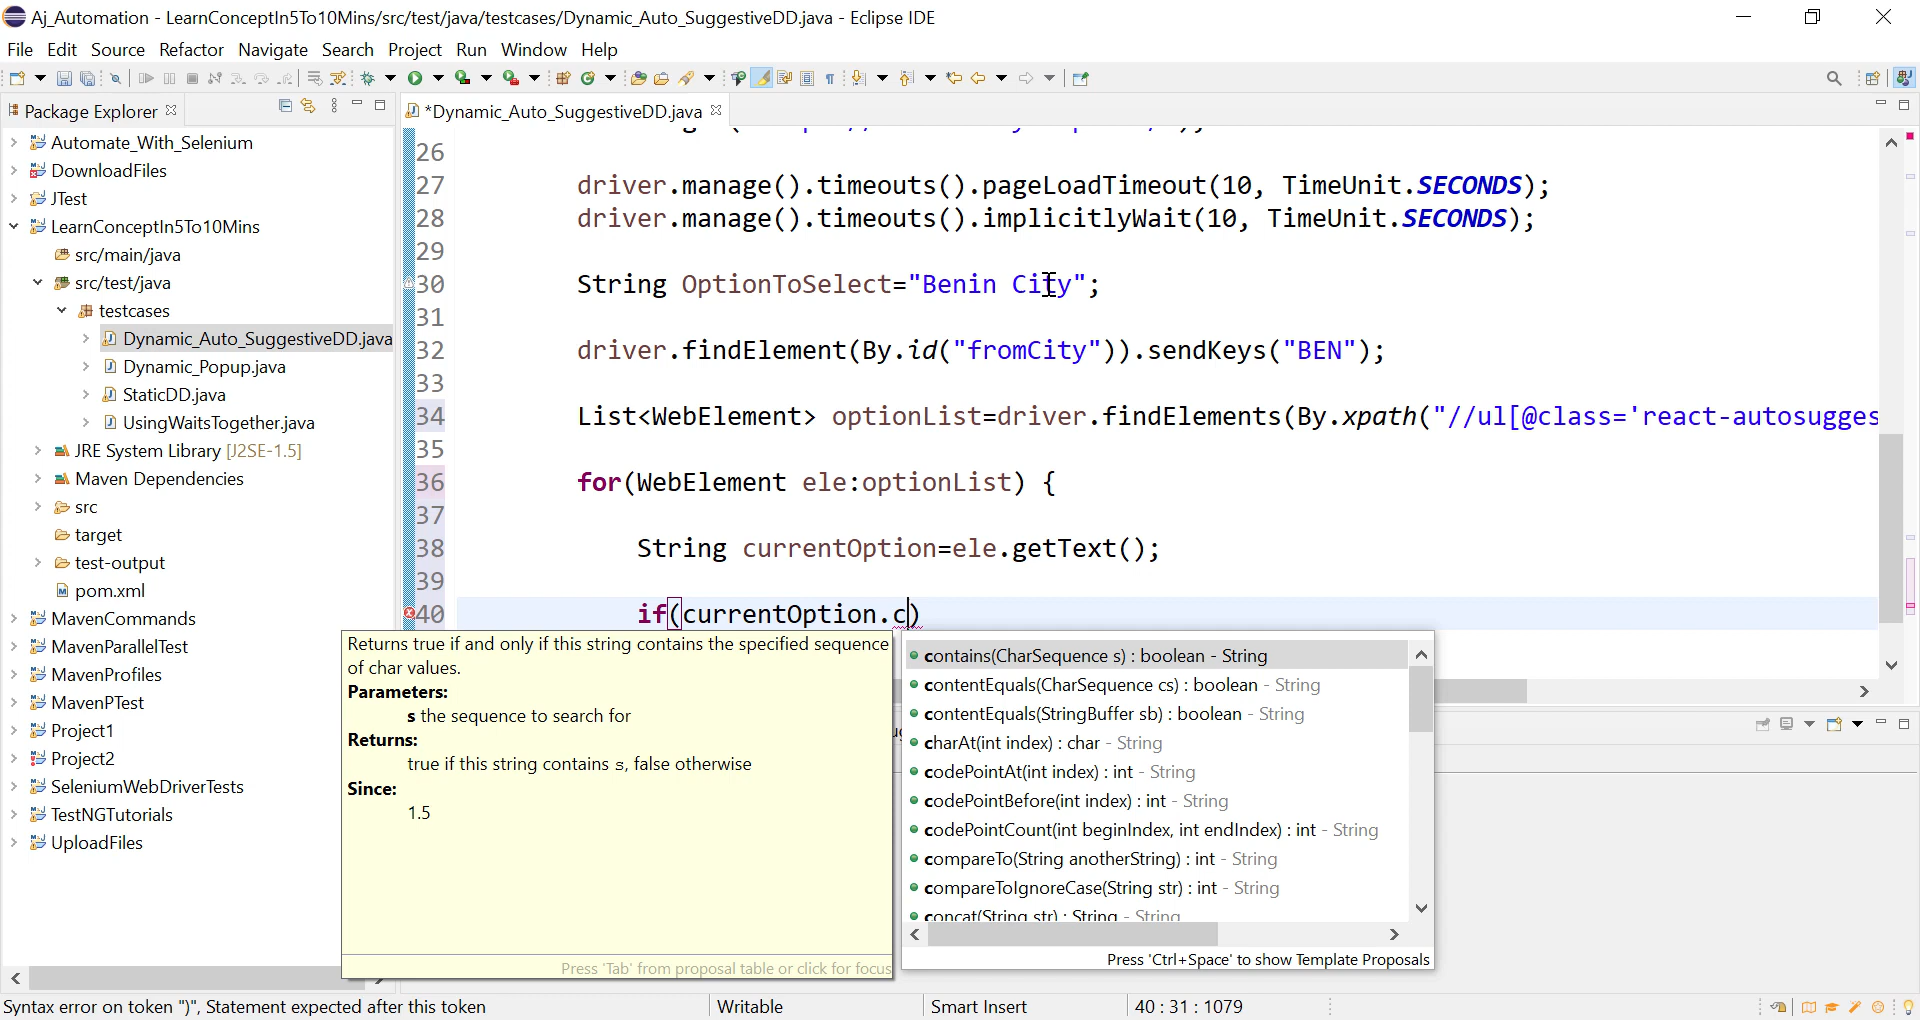 Aj_Automation - LearnConceptIn5To10Mins/src/test/java/testcases/Dynamic_Auto_SuggestiveDD.java - Eclipse IDE
File Edit Source Refactor Navigate Search Project Run Window Help
Package Explorer
*Dynamic_Auto_SuggestiveDD.java
Automate_With_Selenium
DownloadFiles
JTest
LearnConceptIn5To10Mins
src/main/java
src/test/java
testcases
Dynamic_Auto_SuggestiveDD.java
Dynamic_Popup.java
StaticDD.java
UsingWaitsTogether.java
JRE System Library [J2SE-1.5]
Maven Dependencies
src
target
test-output
pom.xml
MavenCommands
MavenParallelTest
MavenProfiles
MavenPTest
Project1
Project2
SeleniumWebDriverTests
TestNGTutorials
UploadFiles
26
27 driver.manage().timeouts().pageLoadTimeout(10, TimeUnit.SECONDS);
28 driver.manage().timeouts().implicitlyWait(10, TimeUnit.SECONDS);
29
30 String OptionToSelect="Benin City";
31
32 driver.findElement(By.id("fromCity")).sendKeys("BEN");
33
34 List<WebElement> optionList=driver.findElements(By.xpath("//ul[@class='react-autosugges
35
36 for(WebElement ele:optionList) {
37
38 String currentOption=ele.getText();
39
40 if(currentOption.c)
Returns true if and only if this string contains the specified sequence
of char values.
Parameters:
s the sequence to search for
Returns:
true if this string contains s, false otherwise
Since:
1.5
Press 'Tab' from proposal table or click for focus
contains(CharSequence s) : boolean - String
contentEquals(CharSequence cs) : boolean - String
contentEquals(StringBuffer sb) : boolean - String
charAt(int index) : char - String
codePointAt(int index) : int - String
codePointBefore(int index) : int - String
codePointCount(int beginIndex, int endIndex) : int - String
compareTo(String anotherString) : int - String
compareToIgnoreCase(String str) : int - String
concat(String str) : String - String
Press 'Ctrl+Space' to show Template Proposals
Syntax error on token ")", Statement expected after this token
Writable
Smart Insert
40 : 31 : 1079